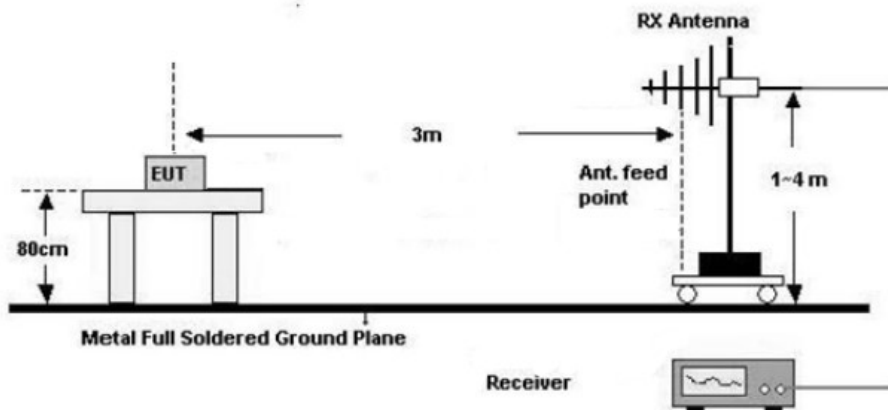 RX Antenna
3m
EUT
Ant. feed
point
1~4 m
80cm
Metal Full Soldered Ground Plane
Receiver